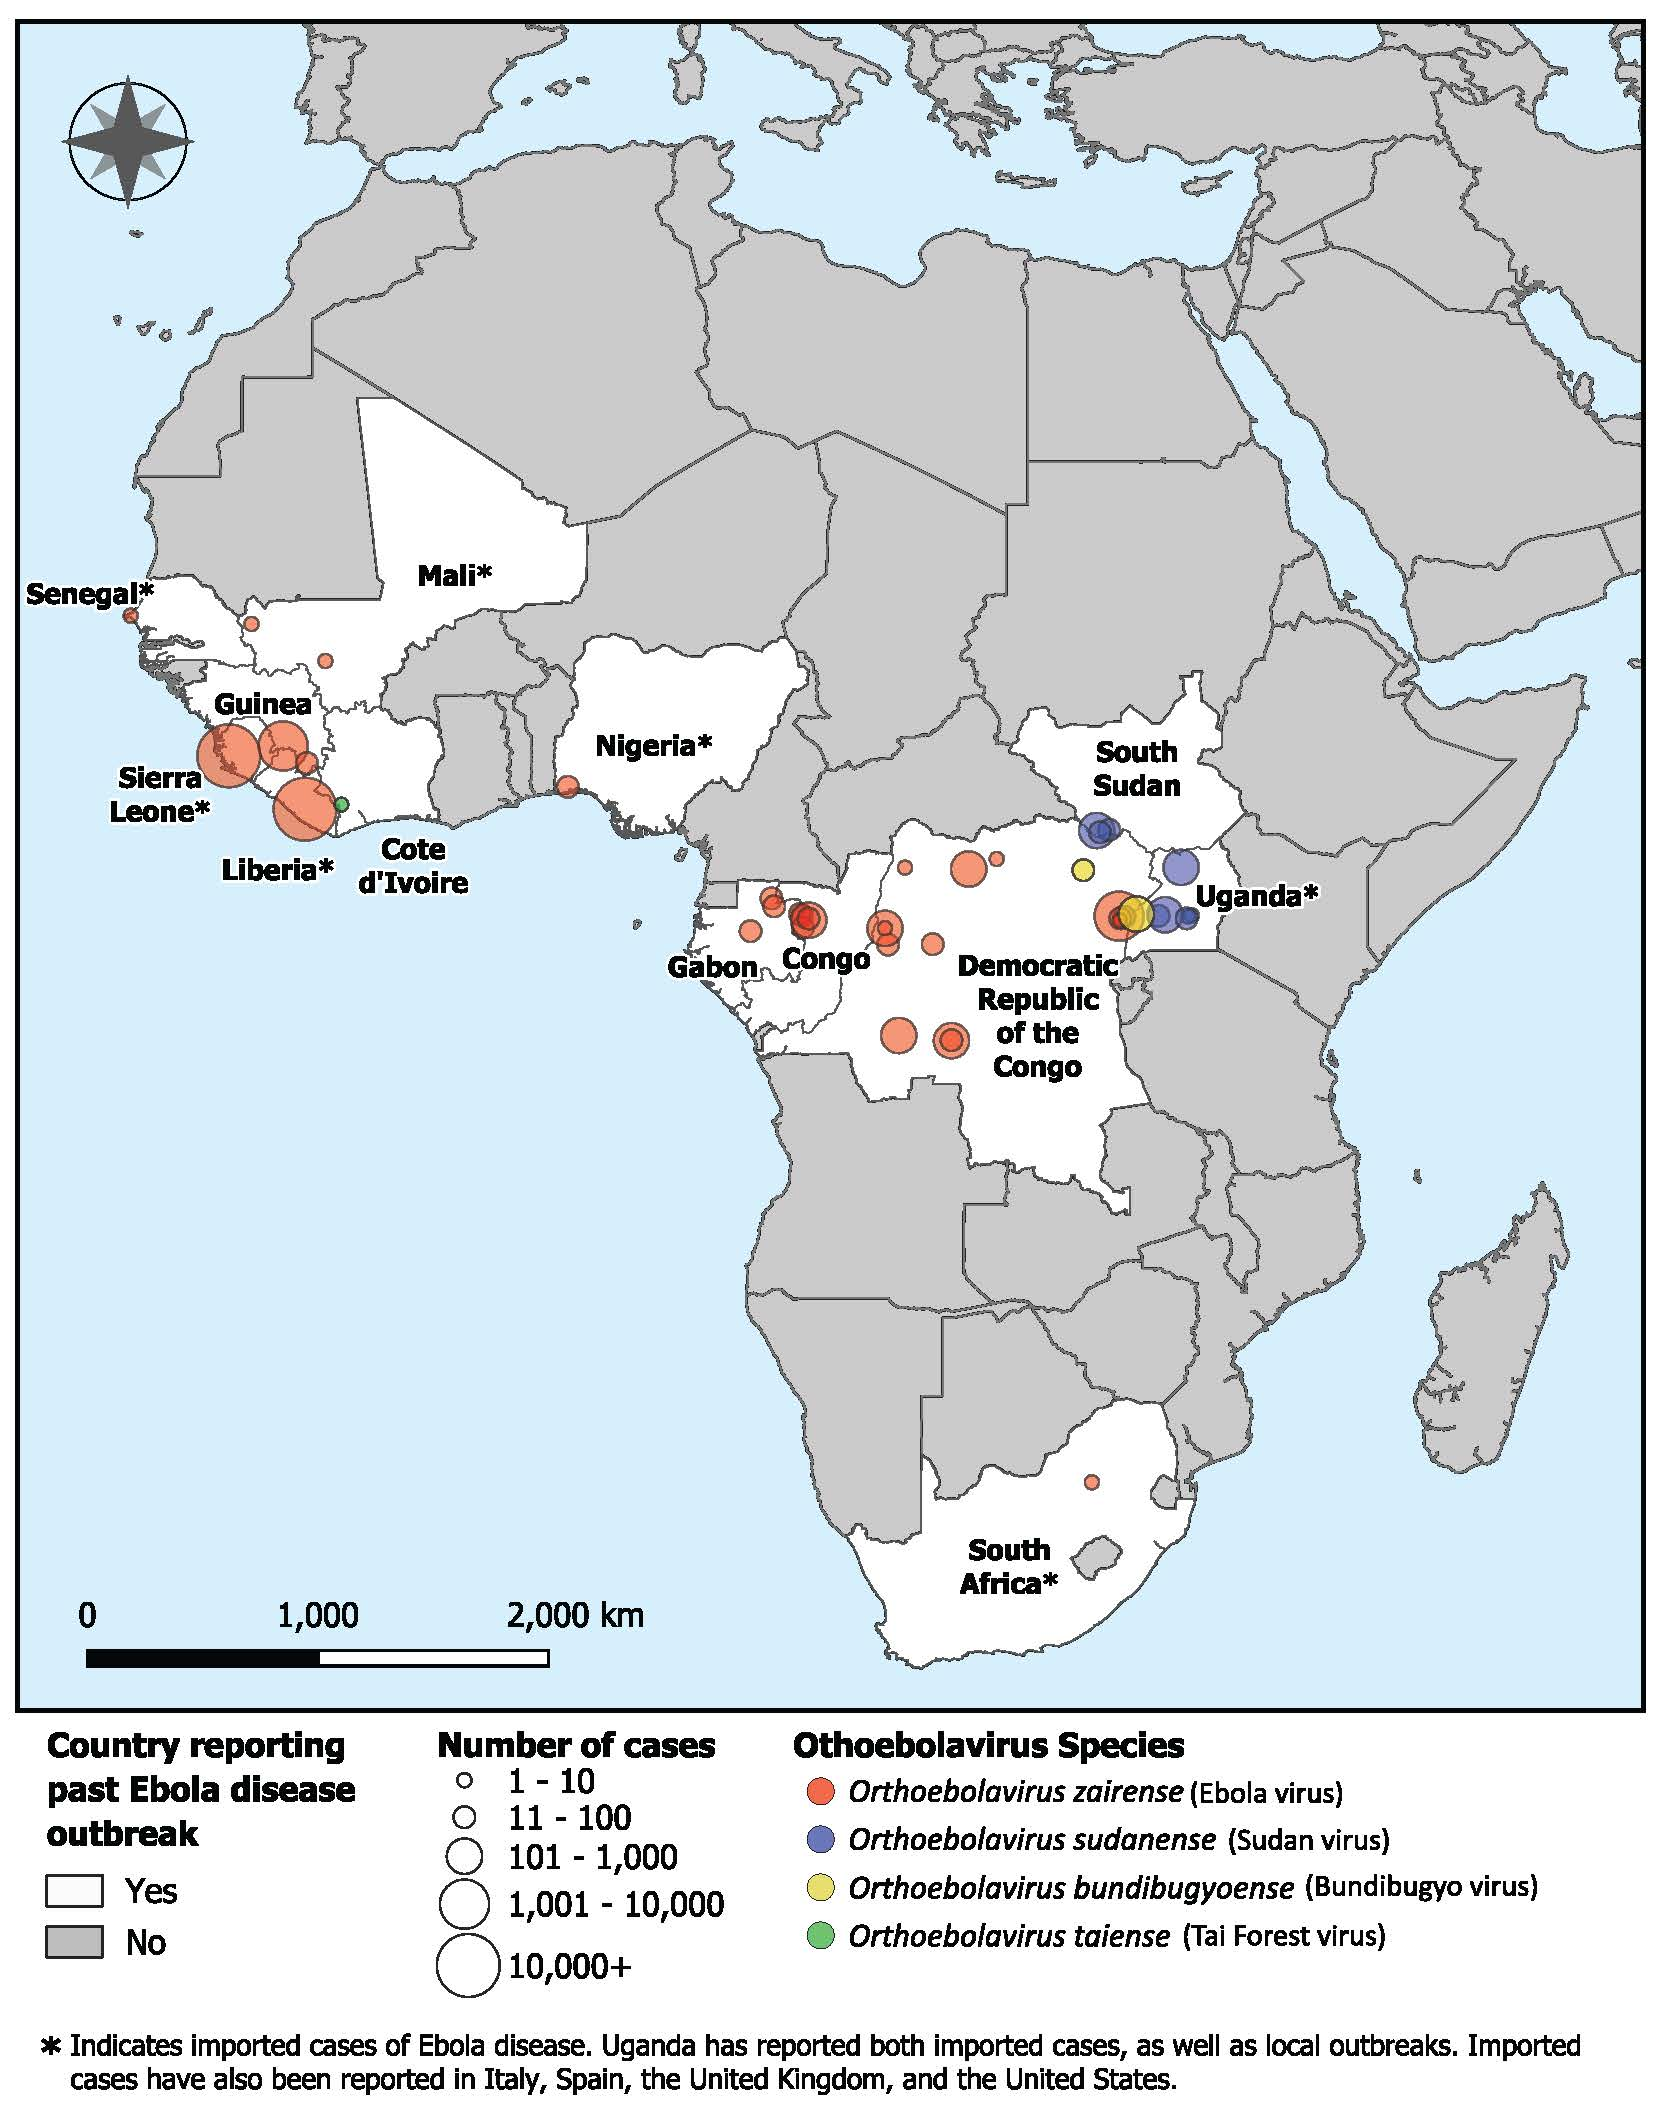 Senegal*
Mali*
Guinea
Nigeria*
Sierra
Leone*
Liberia*
Cote
d'Ivoire
South
Sudan
Uganda*
Gabon
Congo
Democratic
Republic
of the
Congo
South
Africa*
0 1,000 2,000 km
Country reporting
past Ebola disease
outbreak
Yes
No
Number of cases
1 - 10
11 - 100
101 - 1,000
1,001 - 10,000
10,000+
Othoebolavirus Species
Orthoebolavirus zairense (Ebola virus)
Orthoebolavirus sudanense (Sudan virus)
Orthoebolavirus bundibugyoense (Bundibugyo virus)
Orthoebolavirus taiense (Tai Forest virus)
* Indicates imported cases of Ebola disease. Uganda has reported both imported cases, as well as local outbreaks. Imported
cases have also been reported in Italy, Spain, the United Kingdom, and the United States.